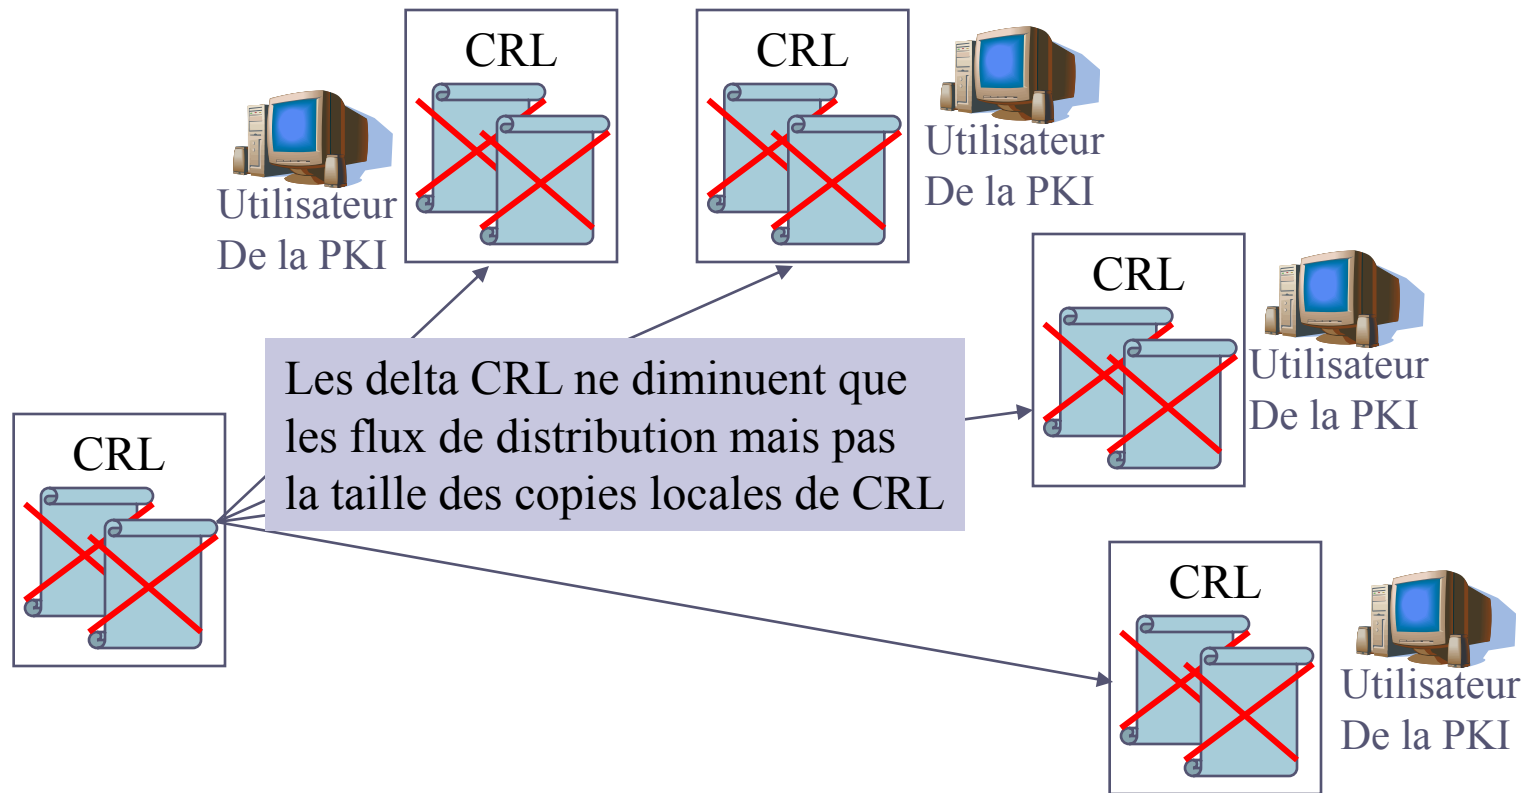 CRL
Utilisateur
De la PKI
CRL
Utilisateur
De la PKI
CRL
Utilisateur
De la PKI
Les delta CRL ne diminuent que
les flux de distribution mais pas
la taille des copies locales de CRL
CRL
CRL
Utilisateur
De la PKI